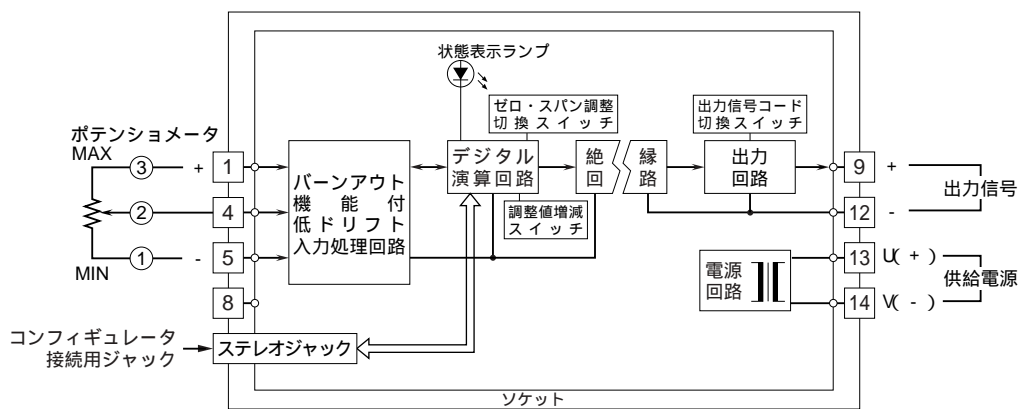 状態表示ランプ
ゼロ・スパン調整
切換スイッチ
出力信号コード
切換スイッチ
ポテンショメータ
MAX
3
+
1
2
4
1
-
5
MIN
8
バーンアウト
機能付
低ドリフト
入力処理回路
デジタル
演算回路
調整値増減
スイッチ
絶縁
回路
出力
回路
9
+
12
-
出力信号
13
U( + )
14
V( - )
供給電源
電源
回路
コンフィギュレータ
接続用ジャック
ステレオジャック
ソケット